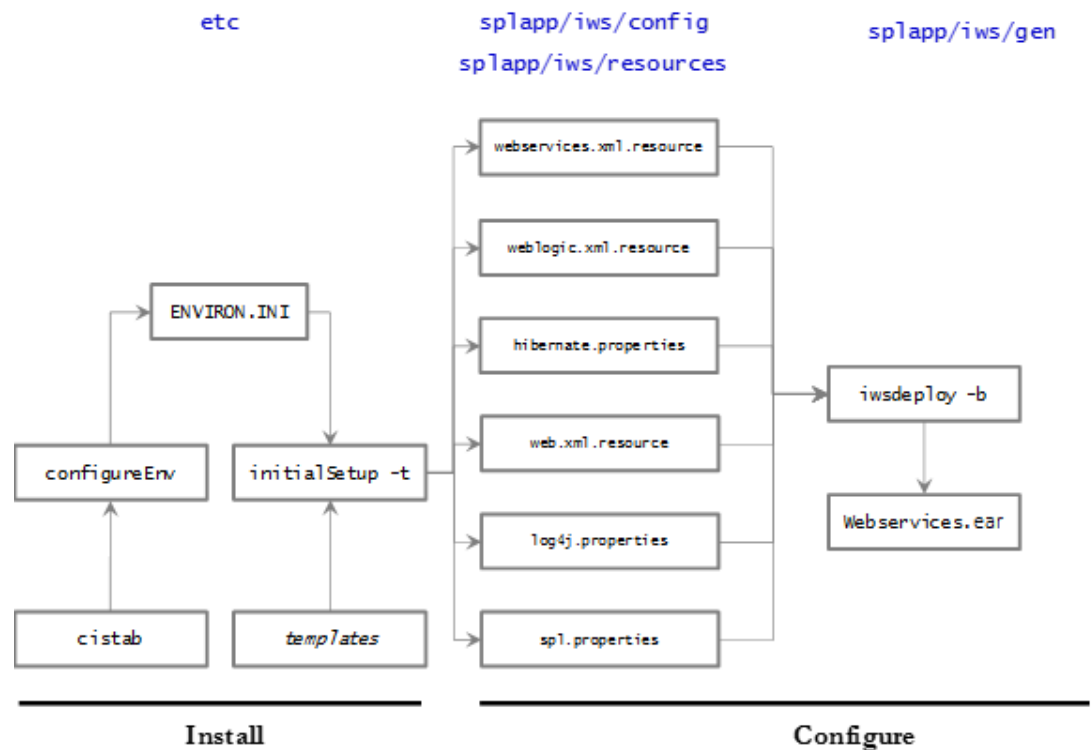 etc
splapp/iws/config
splapp/iws/resources
splapp/iws/gen
webservices.xml.resource
weblogic.xml.resource
ENVIRON.INI
hibernate.properties
iwsdeploy -b
configureEnv
initialSetup -t
web.xml.resource
Webservices.ear
log4j.properties
cistab
templates
spl.properties
Install
Configure